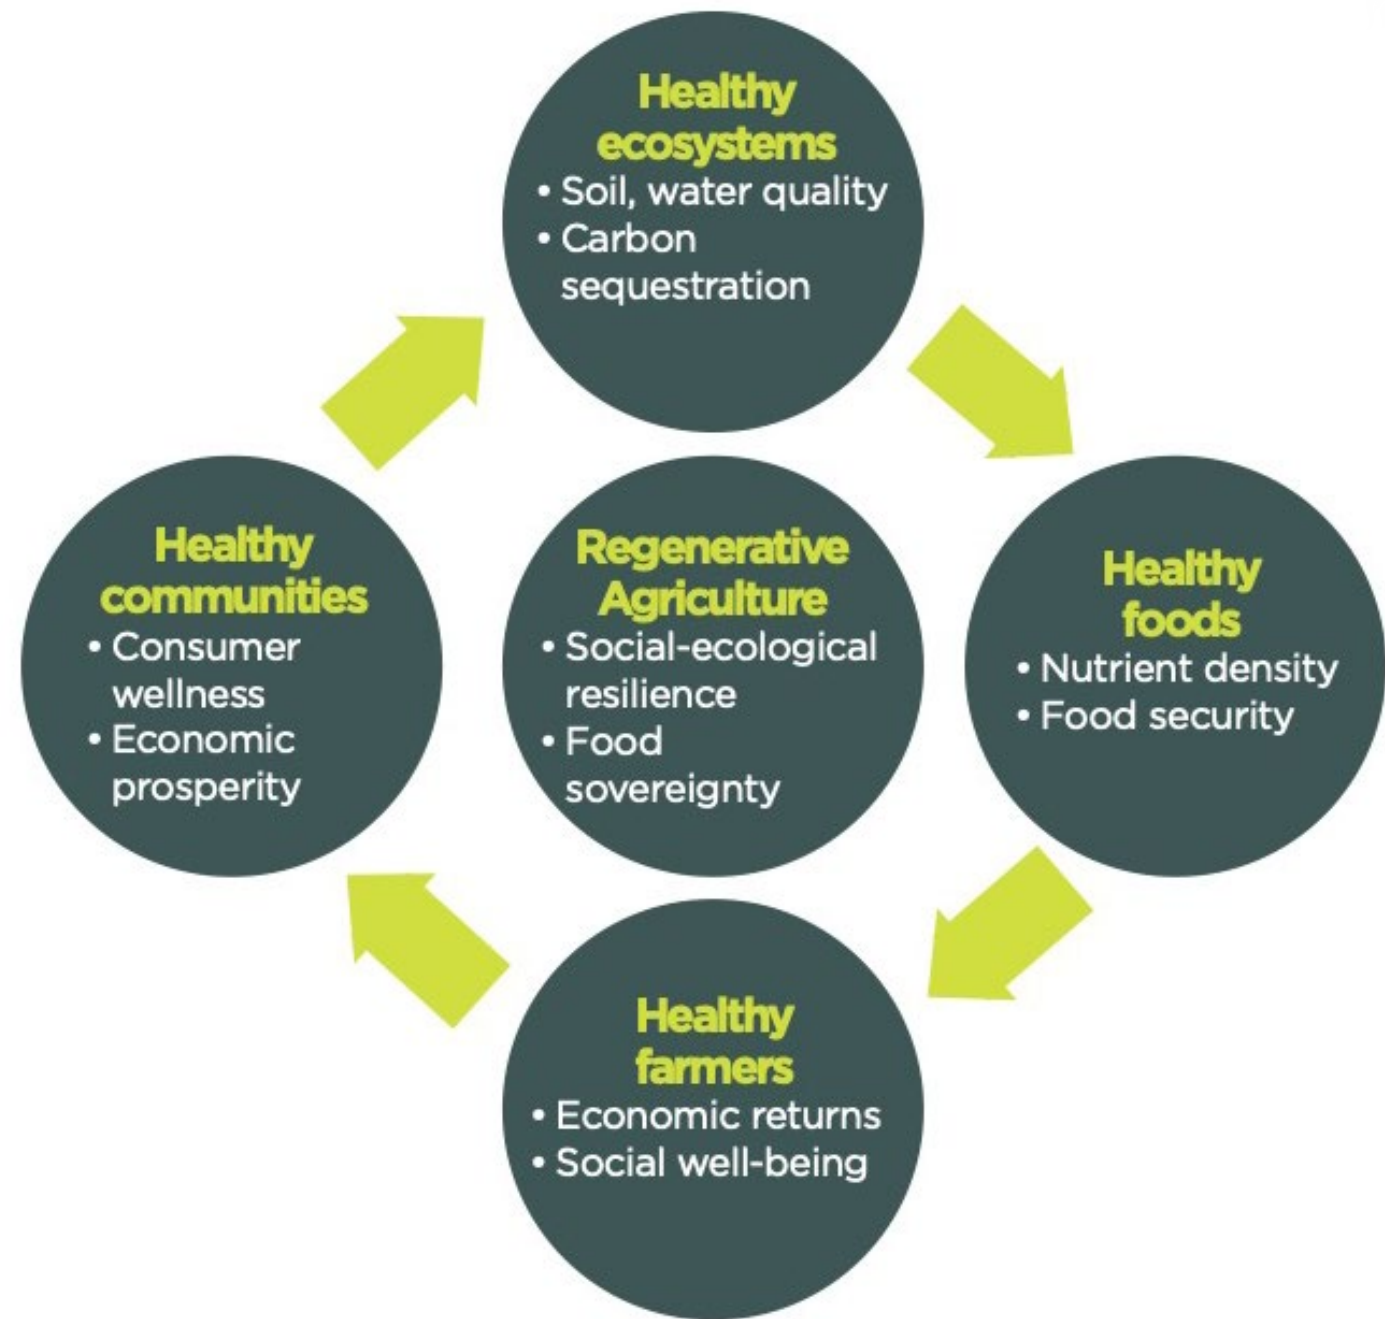 Healthy
ecosystems
• Soil, water quality
• Carbon
sequestration
Healthy
communities
• Consumer
wellness
• Economic
prosperity
Regenerative
Agriculture
• Social-ecological
resilience
• Food
sovereignty
Healthy
foods
• Nutrient density
• Food security
Healthy
farmers
• Economic returns
• Social well-being